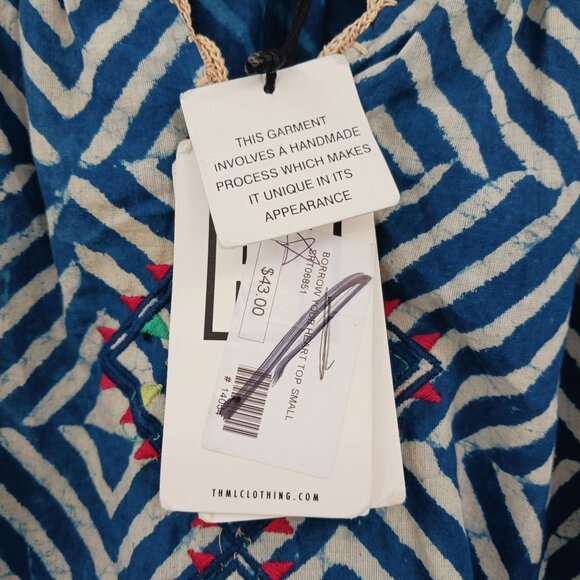 THIS GARMENT
INVOLVES A HANDMADE
PROCESS WHICH MAKES
IT UNIQUE IN ITS
APPEARANCE
BORROW YOUR HEART TOP SMALL
$43.00
THMLCLOTHING.COM